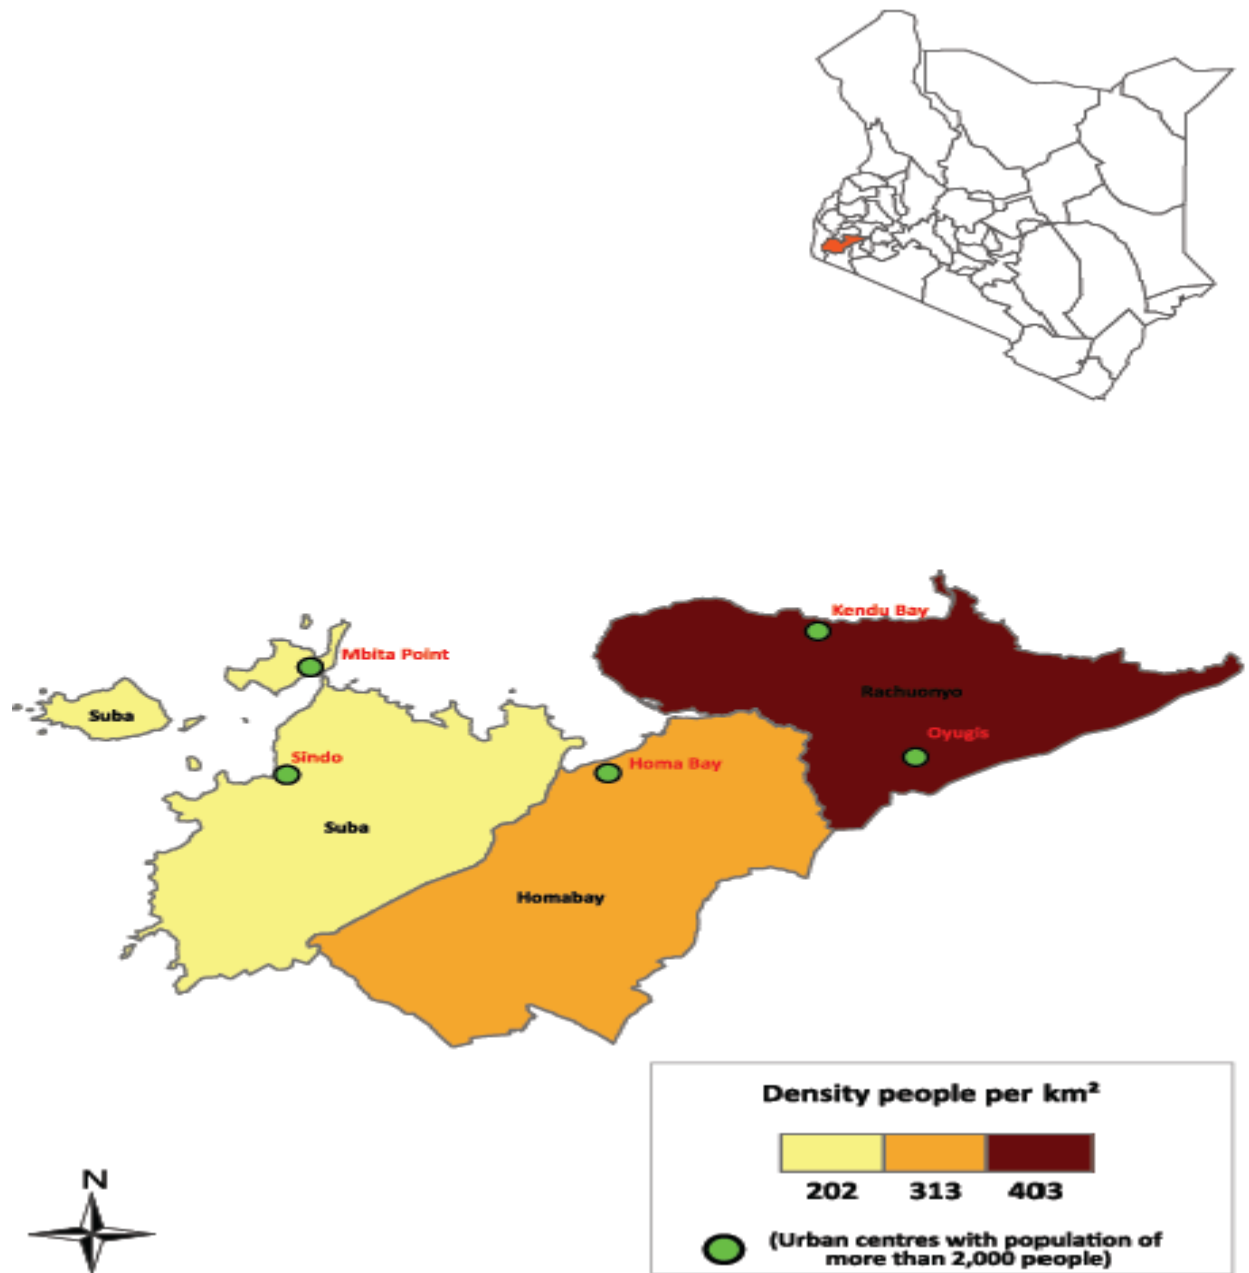 Kendu Bay
Mbita Point
Rachuonyo
Suba
Oyugis
Sindo
Homa Bay
Suba
Homabay
Density people per km²
202 313 403
N
(Urban centres with population of
more than 2,000 people)